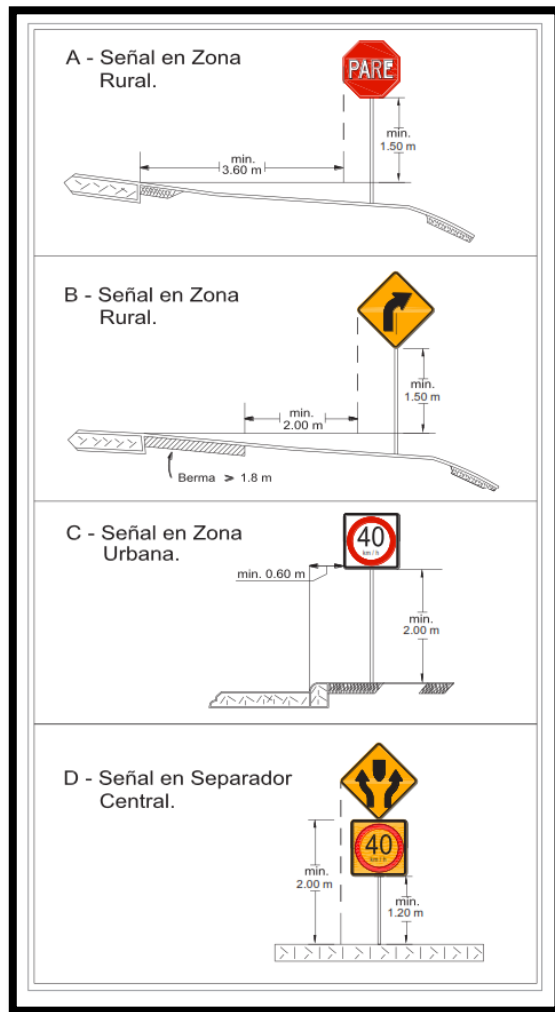 A - Señal en Zona
Rural.
PARE
min.
1.50 m
min.
3.60 m
B - Señal en Zona
Rural.
min.
1.50 m
min.
2.00 m
Berma > 1.8 m
C - Señal en Zona
Urbana.
40
km / h
min. 0.60 m
min.
2.00 m
D - Señal en Separador
Central.
40
km / h
min.
2.00 m
min.
1.20 m